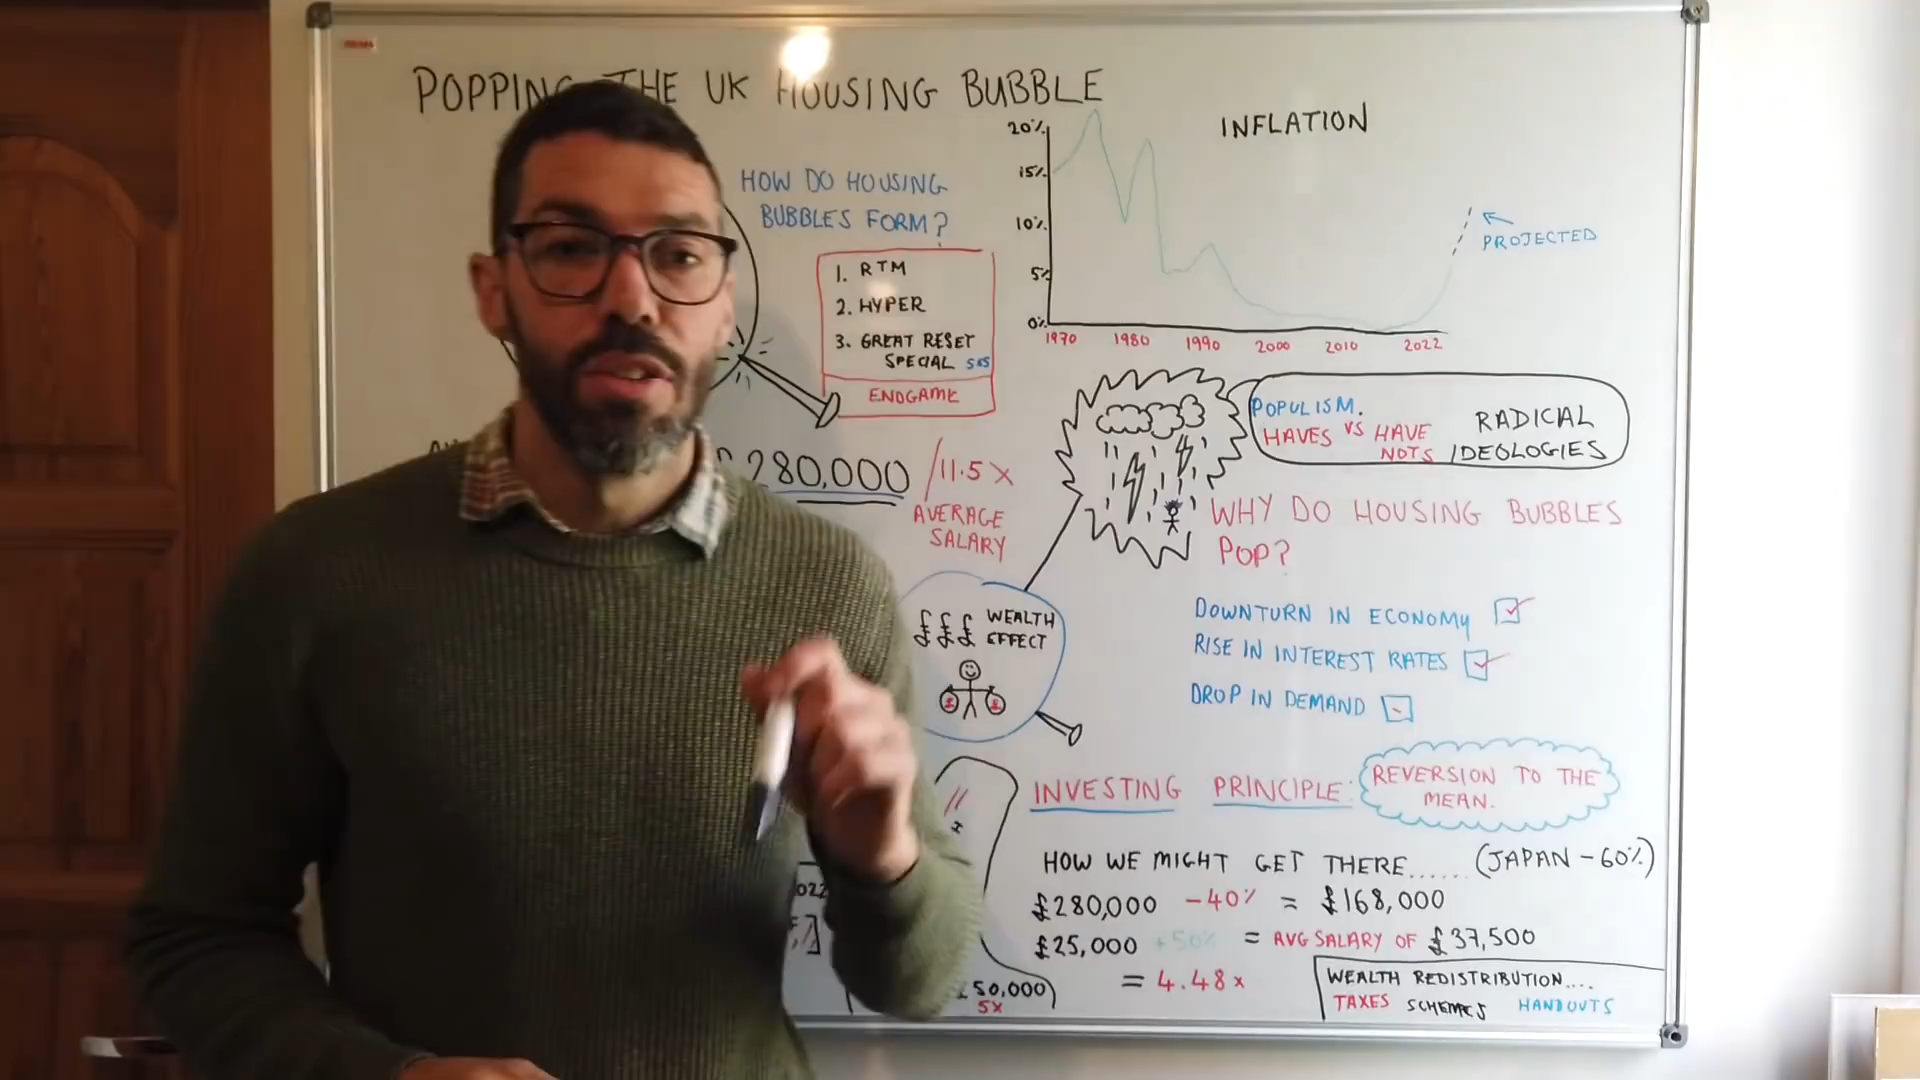 POPPING THE UK HOUSING BUBBLE
HOW DO HOUSING
BUBBLES FORM?
1. RTM
2. HYPER
3. GREAT RESET
SPECIAL
ENDGAME
280,000 / 11.5 X
AVERAGE
SALARY
£££ WEALTH
EFFECT
50,000
5X
INFLATION
20%
15%
10%
5%
0%
1970 1980 1990 2000 2010 2022
PROJECTED
POPULISM.
HAVES VS HAVE
NOTS
RADICAL
IDEOLOGIES
WHY DO HOUSING BUBBLES
POP?
DOWNTURN IN ECONOMY
RISE IN INTEREST RATES
DROP IN DEMAND
INVESTING PRINCIPLE:
REVERSION TO THE
MEAN.
HOW WE MIGHT GET THERE...... (JAPAN -60%)
£280,000 -40% = £168,000
£25,000 +50% = AVG SALARY OF £37,500
= 4.48x
WEALTH REDISTRIBUTION....
TAXES SCHEMES HANDOUTS